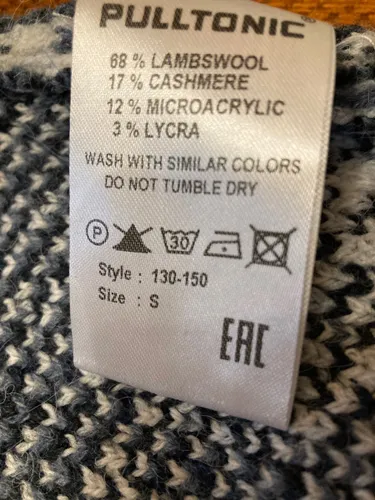 PULLTONIC®
68 % LAMBSWOOL
17 % CASHMERE
12 % MICROACRYLIC
3 % LYCRA
WASH WITH SIMILAR COLORS
DO NOT TUMBLE DRY
P 30
Style : 130-150
Size : S
EAC